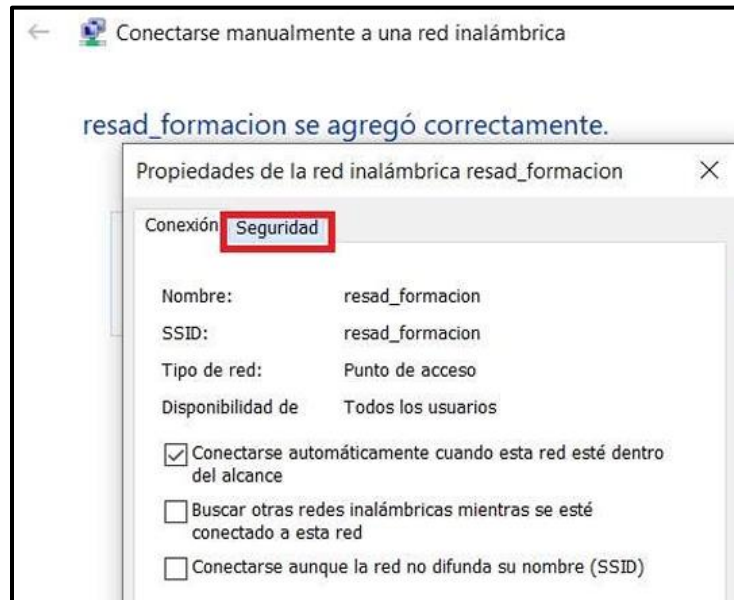 Conectarse manualmente a una red inalámbrica
resad_formacion se agregó correctamente.
Propiedades de la red inalámbrica resad_formacion
Conexión Seguridad
Nombre: resad_formacion
SSID: resad_formacion
Tipo de red: Punto de acceso
Disponibilidad de Todos los usuarios
Conectarse automáticamente cuando esta red esté dentro
del alcance
Buscar otras redes inalámbricas mientras se esté
conectado a esta red
Conectarse aunque la red no difunda su nombre (SSID)